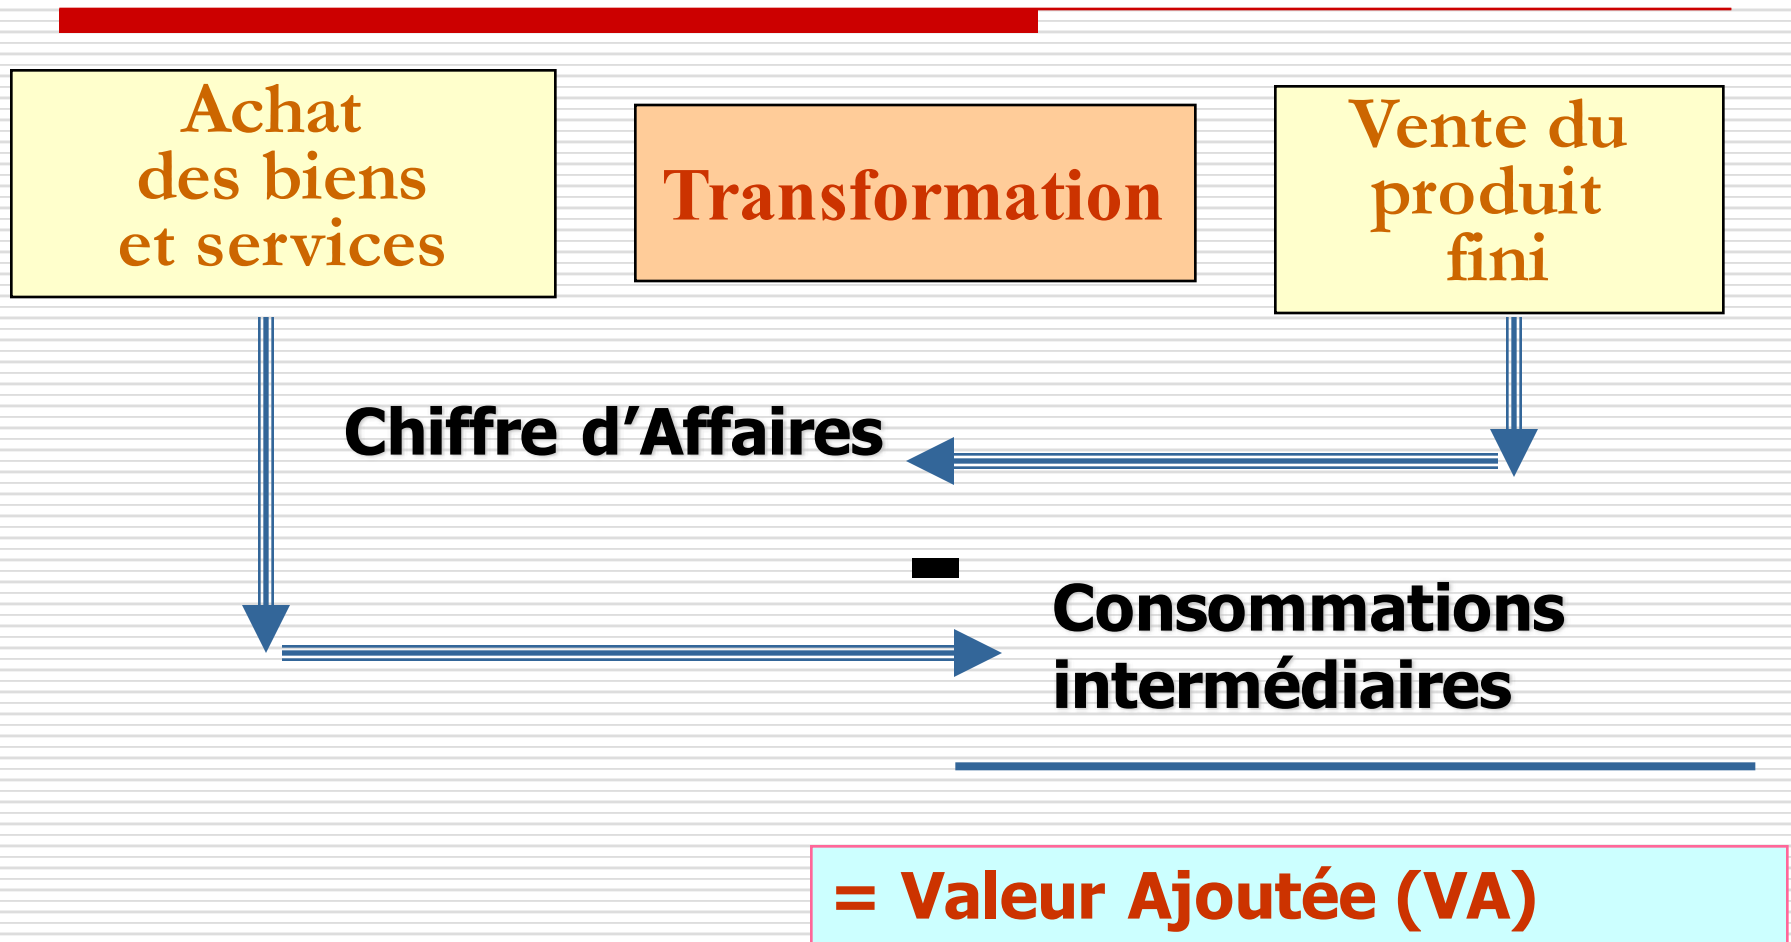 Achat
des biens
et services
Transformation
Vente du
produit
fini
Chiffre d’Affaires
-
Consommations
intermédiaires
= Valeur Ajoutée (VA)